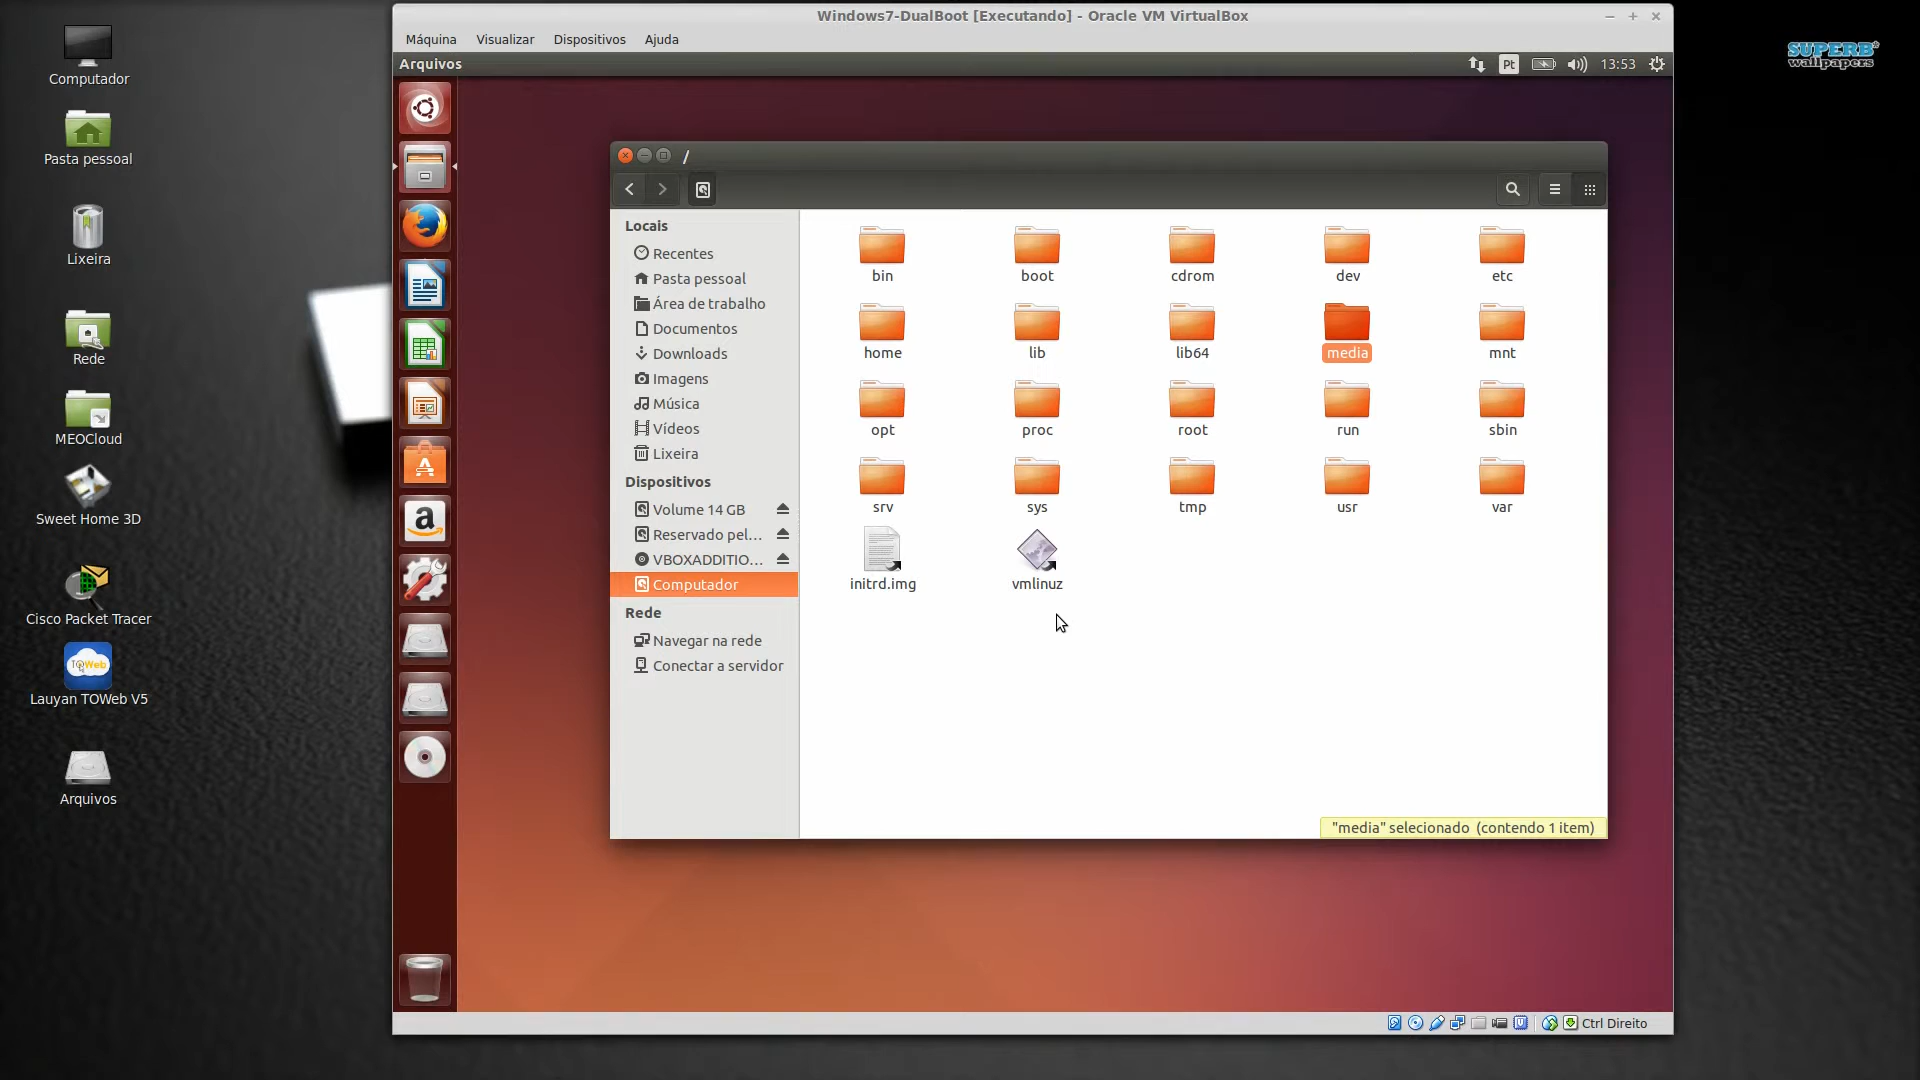 Windows7-DualBoot [Executando] - Oracle VM VirtualBox
Máquina Visualizar Dispositivos Ajuda
Arquivos Pt 13:53
SUPERB
wallpapers
Computador
Pasta pessoal
Lixeira
Rede
MEOCloud
Sweet Home 3D
Cisco Packet Tracer
TOWeb
Lauyan TOWeb V5
Arquivos
/
Locais
Recentes
Pasta pessoal
Área de trabalho
Documentos
Downloads
Imagens
Música
Vídeos
Lixeira
Dispositivos
Volume 14 GB
Reservado pel...
VBOXADDITIO...
Computador
Rede
Navegar na rede
Conectar a servidor
bin boot cdrom dev etc
home lib lib64 media mnt
opt proc root run sbin
srv sys tmp usr var
initrd.img vmlinuz
"media" selecionado (contendo 1 item)
Ctrl Direito